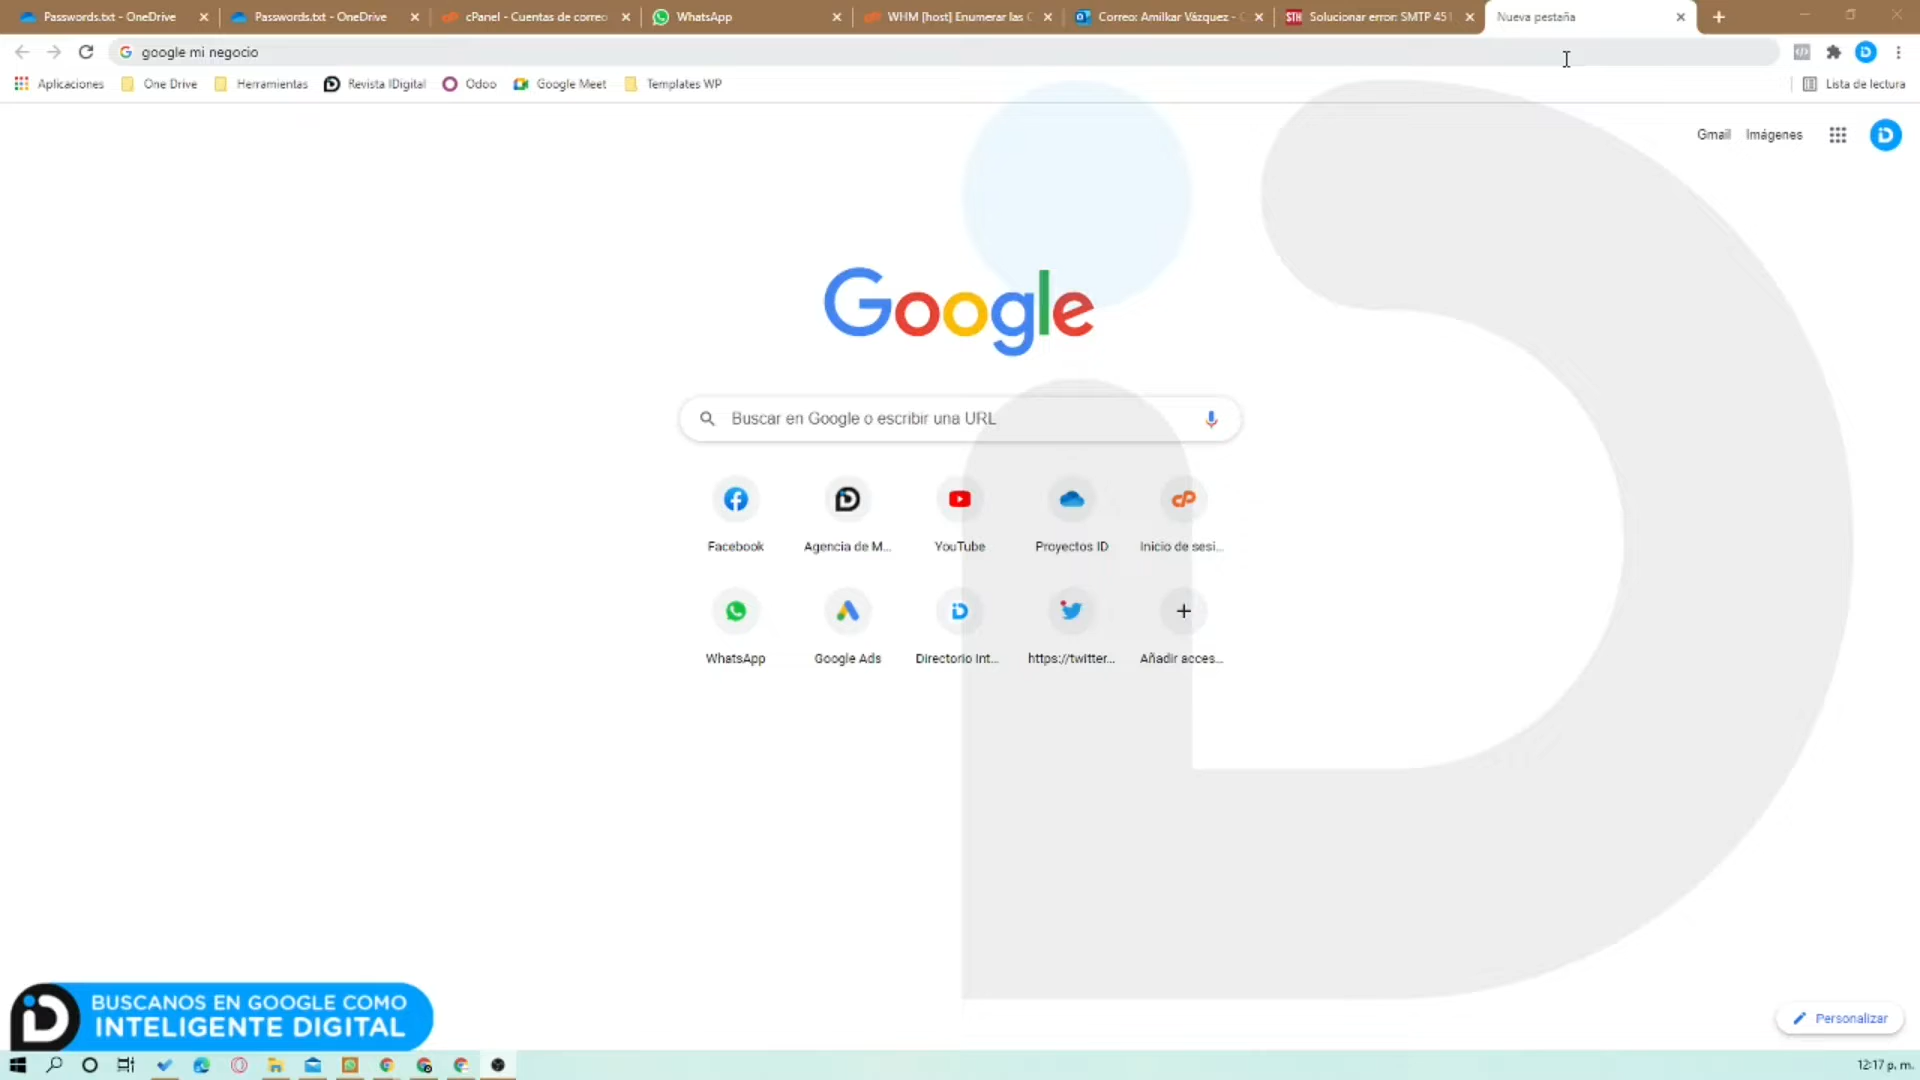 Passwords.txt - OneDrive
Passwords.txt - OneDrive
cPanel - Cuentas de correo
WhatsApp
WHM [host] Enumerar las C
Correo: Amilkar Vázquez -
Solucionar error: SMTP 451
Nueva pestaña
google mi negocio
Aplicaciones
One Drive
Herramientas
Revista IDigital
Odoo
Google Meet
Templates WP
Lista de lectura
Gmail
Imágenes
Google
Buscar en Google o escribir una URL
Facebook
Agencia de M...
YouTube
Proyectos ID
Inicio de sesi...
WhatsApp
Google Ads
Directorio Int...
https://twitter...
Añadir acces...
BUSCANOS EN GOOGLE COMO
INTELIGENTE DIGITAL
Personalizar
12:17 p. m.